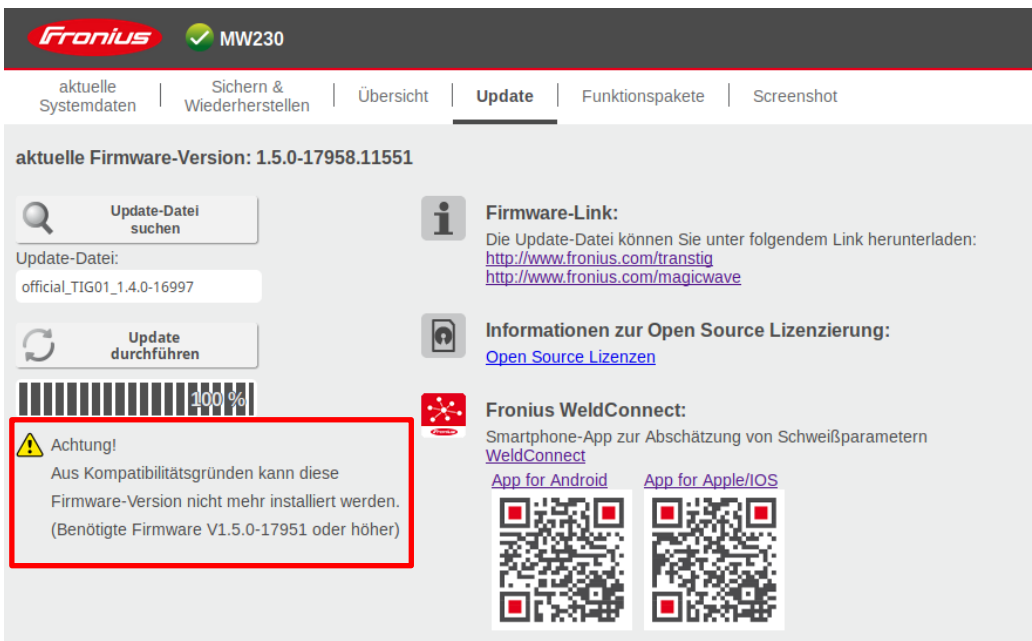 Fronius
MW230
aktuelle
Systemdaten
Sichern &
Wiederherstellen
Übersicht
Update
Funktionspakete
Screenshot
aktuelle Firmware-Version: 1.5.0-17958.11551
Update-Datei
suchen
Update-Datei:
official_TIG01_1.4.0-16997
Update
durchführen
100 %
Achtung!
Aus Kompatibilitätsgründen kann diese
Firmware-Version nicht mehr installiert werden.
(Benötigte Firmware V1.5.0-17951 oder höher)
Firmware-Link:
Die Update-Datei können Sie unter folgendem Link herunterladen:
http://www.fronius.com/transtig
http://www.fronius.com/magicwave
Informationen zur Open Source Lizenzierung:
Open Source Lizenzen
Fronius
Fronius WeldConnect:
Smartphone-App zur Abschätzung von Schweißparametern
WeldConnect
App for Android
App for Apple/IOS